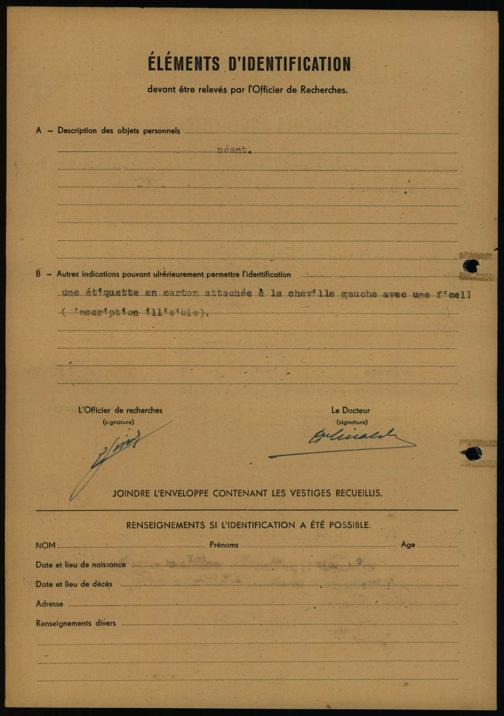 ÉLÉMENTS D'IDENTIFICATION
devant être relevés par l'Officier de Recherches.
A – Description des objets personnels
néant.
B – Autres indications pouvant ultérieurement permettre l'identification
une étiquette en carton attachée à la cheville gauche avec une ficell
( inscription illisible).
L'Officier de recherches
(signature)
Le Docteur
(signature)
JOINDRE L'ENVELOPPE CONTENANT LES VESTIGES RECUEILLIS.
RENSEIGNEMENTS SI L'IDENTIFICATION A ÉTÉ POSSIBLE.
NOM Prénoms Age
Date et lieu de naissance
Date et lieu de décès
Adresse
Renseignements divers